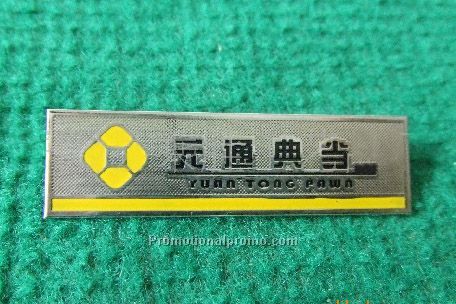 元通典当
YUAN TONG PAWN
Promotionalpromo.com